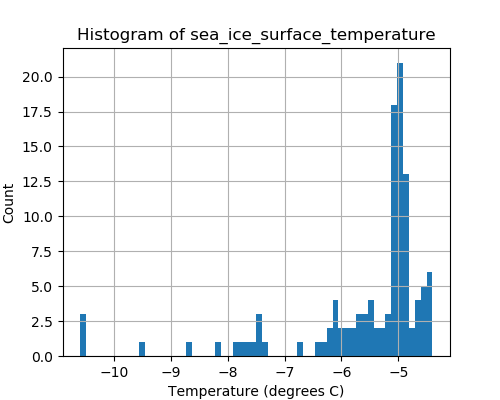 Histogram of sea_ice_surface_temperature
20.0
17.5
15.0
12.5
10.0
7.5
5.0
2.5
0.0
Count
−10 −9 −8 −7 −6 −5
Temperature (degrees C)